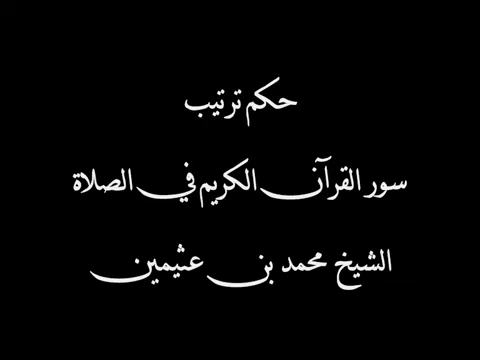 حكم ترتيب
سور القرآن الكريم في الصلاة
الشيخ محمد بن عثيمين